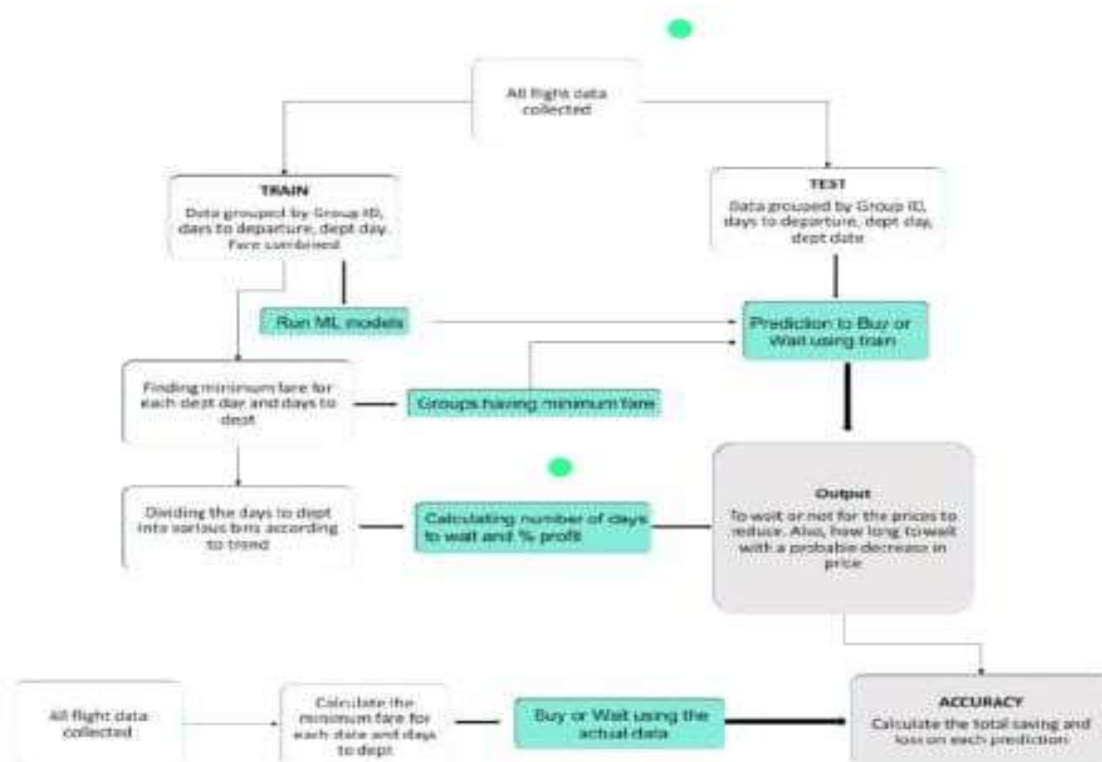 All flight data
collected
TRAIN
Data grouped by Group ID,
days to departure, dept day.
Fare combined
TEST
Data grouped by Group ID,
days to departure, dept day,
dept date
Run ML models
Prediction to Buy or
Wait using train
Finding minimum fare for
each dept day and days to
dept
Groups having minimum fare
Dividing the days to dept
into various bins according
to trend
Calculating number of days
to wait and % profit
Output
To wait or not for the prices to
reduce. Also, how long to wait
with a probable decrease in
price
All flight data
collected
Calculate the
minimum fare for
each date and days
to dept
Buy or Wait using the
actual data
ACCURACY
Calculate the total saving and
loss on each prediction